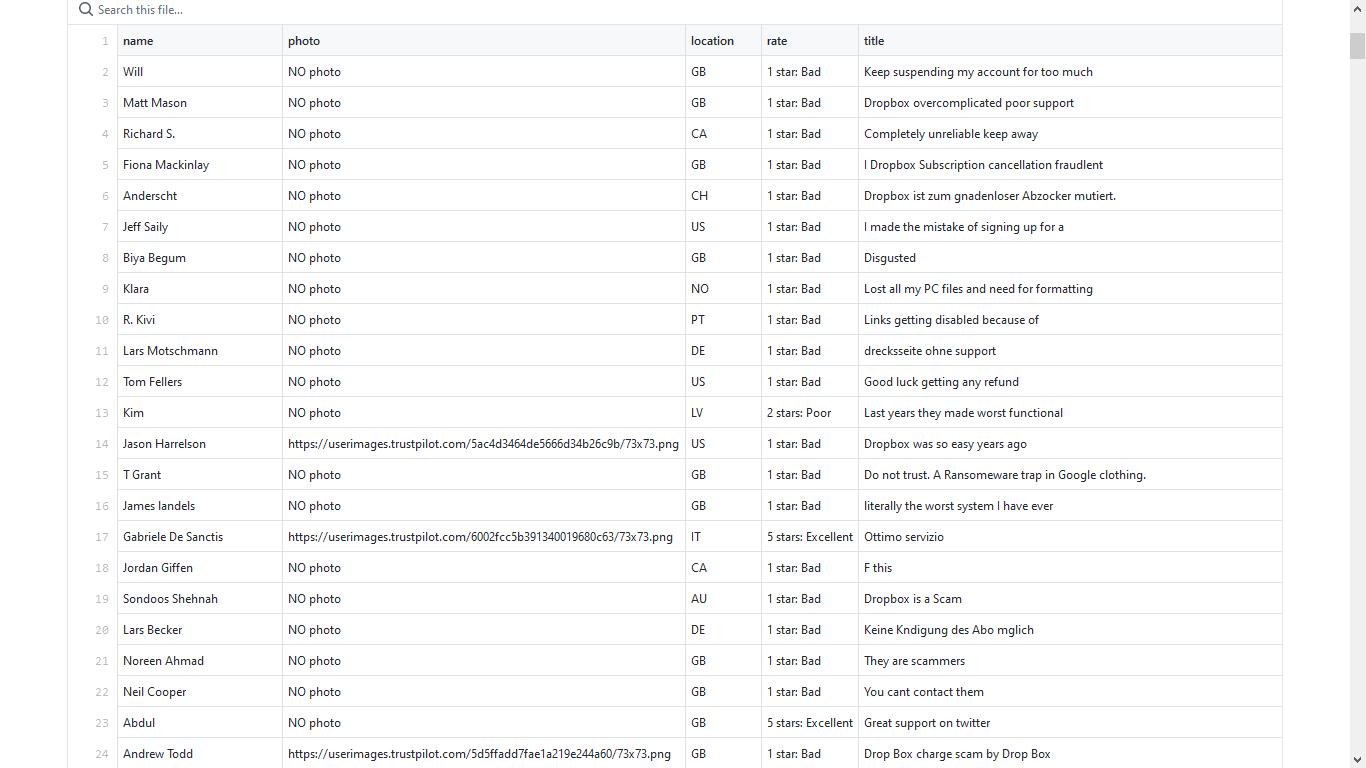 Search this file...
1 name photo location rate title
2 Will NO photo GB 1 star: Bad Keep suspending my account for too much
3 Matt Mason NO photo GB 1 star: Bad Dropbox overcomplicated poor support
4 Richard S. NO photo CA 1 star: Bad Completely unreliable keep away
5 Fiona Mackinlay NO photo GB 1 star: Bad I Dropbox Subscription cancellation fraudlent
6 Anderscht NO photo CH 1 star: Bad Dropbox ist zum gnadenloser Abzocker mutiert.
7 Jeff Saily NO photo US 1 star: Bad I made the mistake of signing up for a
8 Biya Begum NO photo GB 1 star: Bad Disgusted
9 Klara NO photo NO 1 star: Bad Lost all my PC files and need for formatting
10 R. Kivi NO photo PT 1 star: Bad Links getting disabled because of
11 Lars Motschmann NO photo DE 1 star: Bad drecksseite ohne support
12 Tom Fellers NO photo US 1 star: Bad Good luck getting any refund
13 Kim NO photo LV 2 stars: Poor Last years they made worst functional
14 Jason Harrelson https://userimages.trustpilot.com/5ac4d3464de5666d34b26c9b/73x73.png US 1 star: Bad Dropbox was so easy years ago
15 T Grant NO photo GB 1 star: Bad Do not trust. A Ransomeware trap in Google clothing.
16 James landels NO photo GB 1 star: Bad literally the worst system I have ever
17 Gabriele De Sanctis https://userimages.trustpilot.com/6002fcc5b391340019680c63/73x73.png IT 5 stars: Excellent Ottimo servizio
18 Jordan Giffen NO photo CA 1 star: Bad F this
19 Sondoos Shehnah NO photo AU 1 star: Bad Dropbox is a Scam
20 Lars Becker NO photo DE 1 star: Bad Keine Kndigung des Abo mglich
21 Noreen Ahmad NO photo GB 1 star: Bad They are scammers
22 Neil Cooper NO photo GB 1 star: Bad You cant contact them
23 Abdul NO photo GB 5 stars: Excellent Great support on twitter
24 Andrew Todd https://userimages.trustpilot.com/5d5ffadd7fae1a219e244a60/73x73.png GB 1 star: Bad Drop Box charge scam by Drop Box